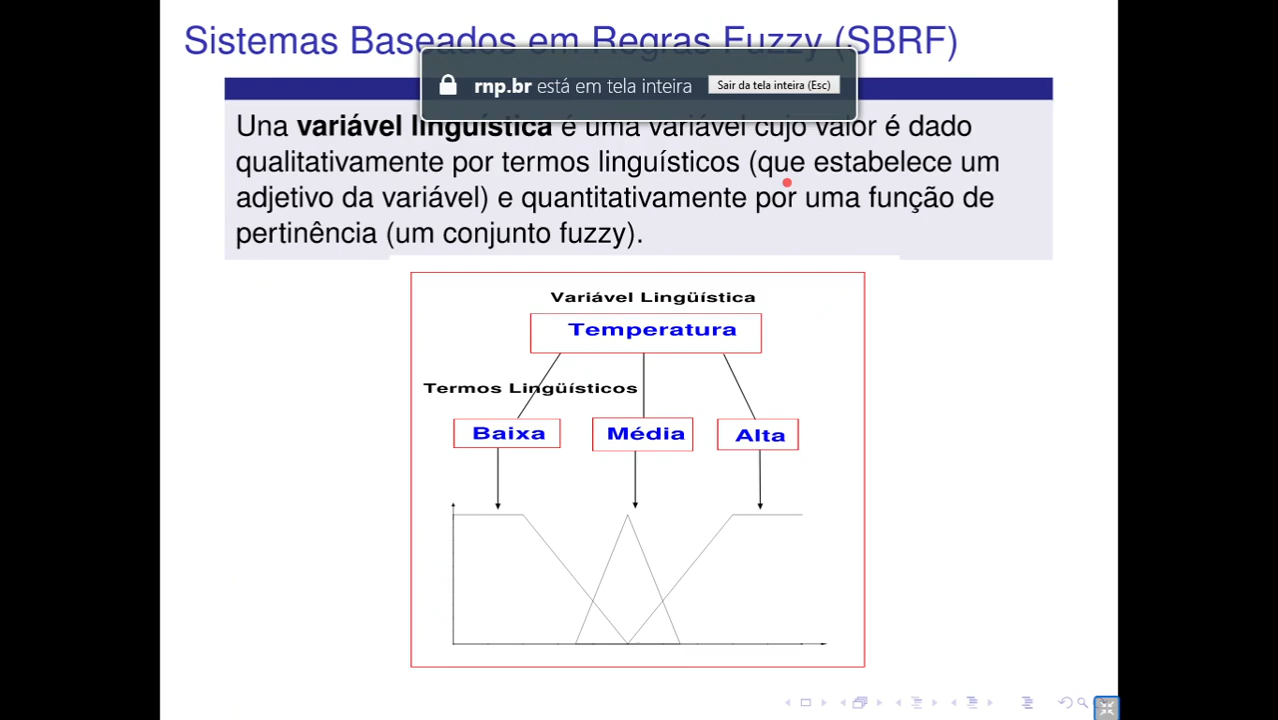 Sistemas Baseados em Regras Fuzzy (SBRF)
rnp.br está em tela inteira
Sair da tela inteira (Esc)
Una variável linguística é uma variável cujo valor é dado
qualitativamente por termos linguísticos (que estabelece um
adjetivo da variável) e quantitativamente por uma função de
pertinência (um conjunto fuzzy).
Variável Lingüística
Temperatura
Termos Lingüísticos
Baixa
Média
Alta